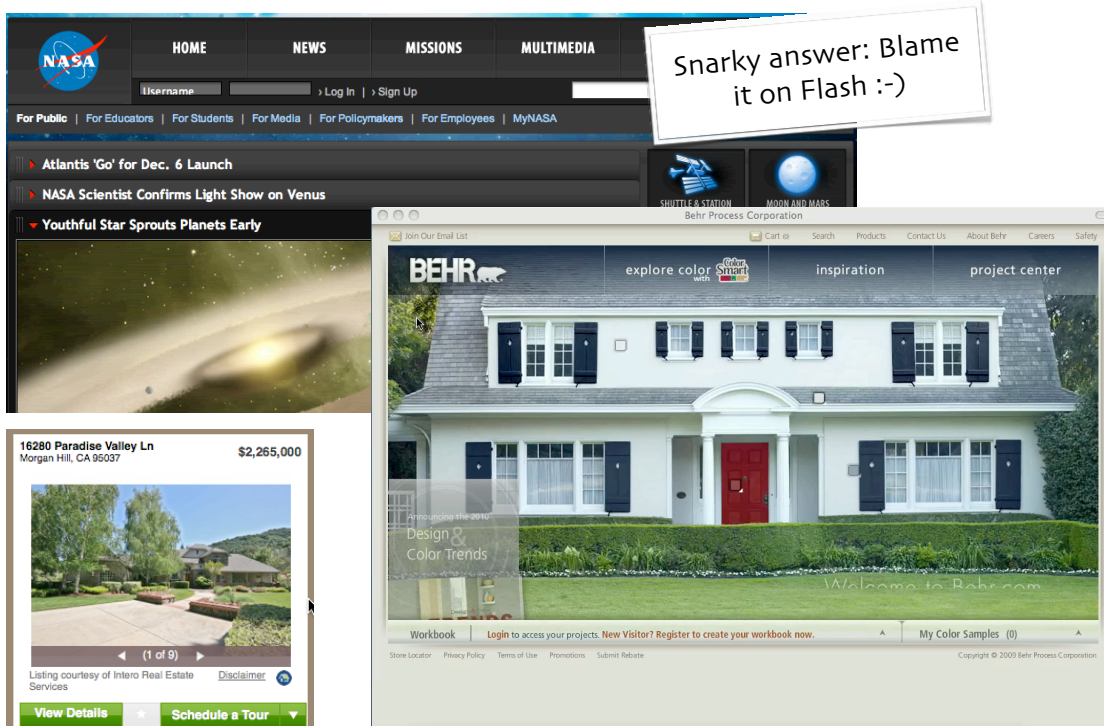 Snarky answer: Blame
it on Flash :-)
NASA
HOME NEWS MISSIONS MULTIMEDIA
Username › Log In | › Sign Up
For Public | For Educators | For Students | For Media | For Policymakers | For Employees | MyNASA
Atlantis 'Go' for Dec. 6 Launch
NASA Scientist Confirms Light Show on Venus
Youthful Star Sprouts Planets Early
SHUTTLE & STATION MOON AND MARS
Behr Process Corporation
Join Our Email List Cart Search Products Contact Us About Behr Careers Safety
BEHR explore color with Color Smart inspiration project center
Announcing the 2010
Design &
Color Trends
TRENDS
Welcome to Behr.com
Workbook Login to access your projects. New Visitor? Register to create your workbook now. My Color Samples (0)
Store Locator Privacy Policy Terms of Use Promotions Submit Rebate Copyright © 2009 Behr Process Corporation
16280 Paradise Valley Ln $2,265,000
Morgan Hill, CA 95037
(1 of 9)
Listing courtesy of Intero Real Estate Disclaimer
Services
View Details Schedule a Tour